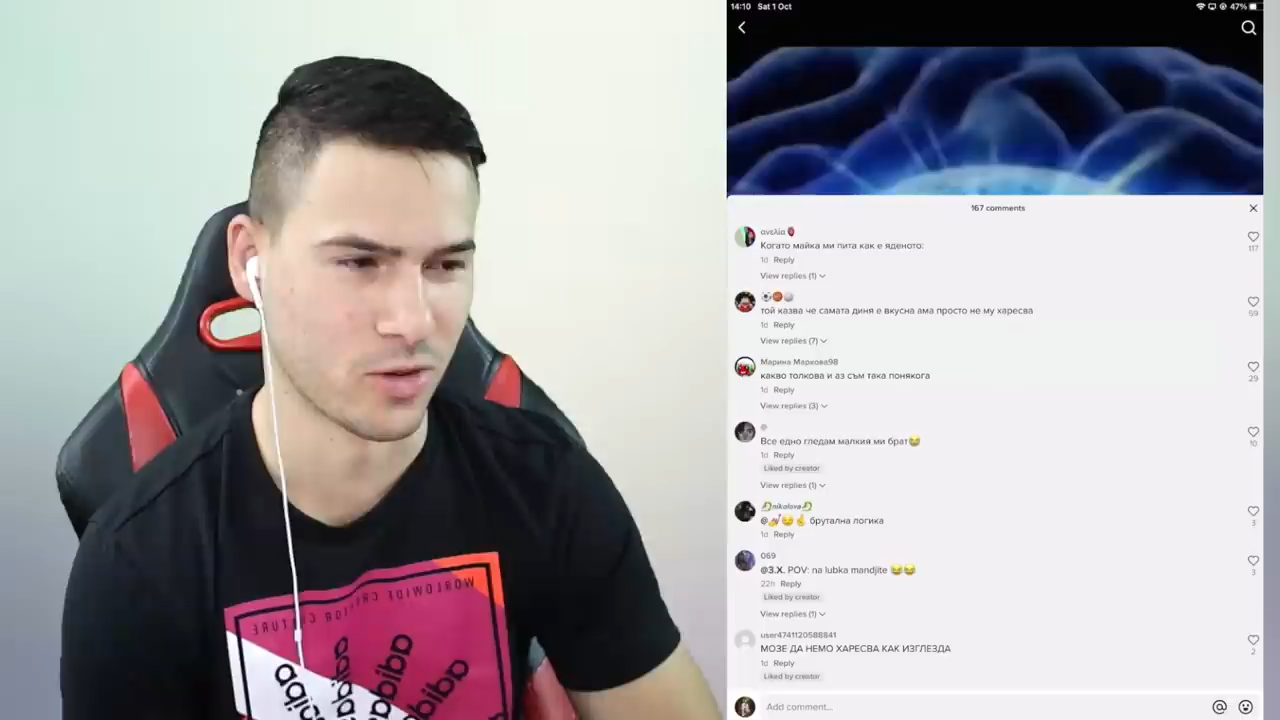 14:10 Sat 1 Oct
47%
167 comments
ανελία
Когато майка ми пита как е яденото:
117
1d Reply
View replies (1)
той казва че самата диня е вкусна ама просто не му харесва
59
1d Reply
View replies (7)
Марина Маркова98
какво толкова и аз съм така понякога
29
1d Reply
View replies (3)
Все едно гледам малкия ми брат😂
10
1d Reply
Liked by creator
View replies (1)
nikolova
@💅😏🤞 брутална логика
3
1d Reply
069
@3.X. POV: na lubka mandjite 😂😂
3
22h Reply
Liked by creator
View replies (1)
user4741120588841
МОЗЕ ДА НЕМО ХАРЕСВА КАК ИЗГЛЕЗДА
2
1d Reply
Liked by creator
Add comment...
WORLDWIDE
CULTURE